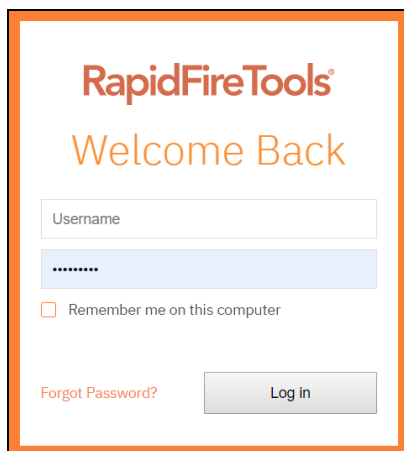 RapidFireTools®
Welcome Back
Username
•••••••••
Remember me on this computer
Forgot Password?
Log in